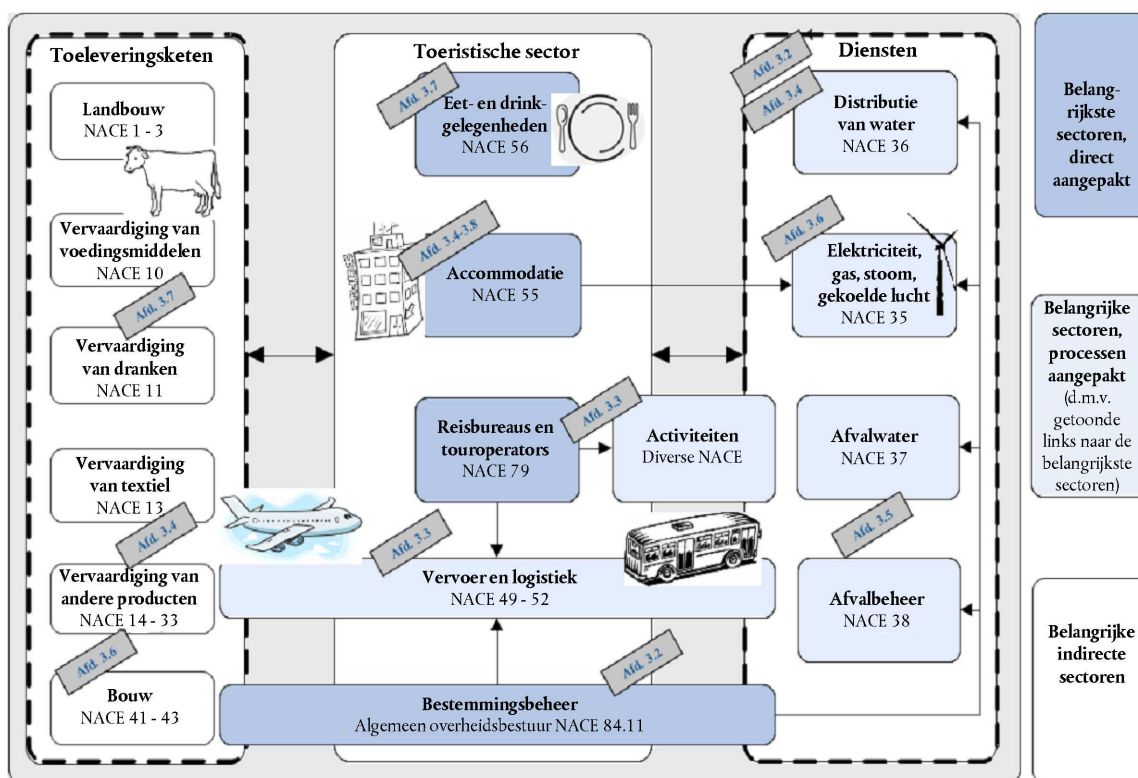 Toeleveringsketen
Landbouw
NACE 1 - 3
Vervaardiging van
voedingsmiddelen
NACE 10
Afd. 3.7
Vervaardiging
van dranken
NACE 11
Vervaardiging
van textiel
NACE 13
Afd. 3.4
Vervaardiging van
andere producten
NACE 14 - 33
Afd. 3.6
Bouw
NACE 41 - 43
Toeristische sector
Afd. 3.7
Eet- en drink-
gelegenheden
NACE 56
Afd. 3.4-3.8
Accommodatie
NACE 55
Reisbureaus en
touroperators
NACE 79
Afd. 3.3
Activiteiten
Diverse NACE
Afd. 3.3
Vervoer en logistiek
NACE 49 - 52
Afd. 3.2
Bestemmingsbeheer
Algemeen overheidsbestuur NACE 84.11
Diensten
Afd. 3.2
Afd. 3.4
Distributie
van water
NACE 36
Afd. 3.6
Elektriciteit,
gas, stoom,
gekoelde lucht
NACE 35
Afvalwater
NACE 37
Afd. 3.5
Afvalbeheer
NACE 38
Belang-
rijkste
sectoren,
direct
aangepakt
Belangrijke
sectoren,
processen
aangepakt
(d.m.v.
getoonde
links naar de
belangrijkste
sectoren)
Belangrijke
indirecte
sectoren